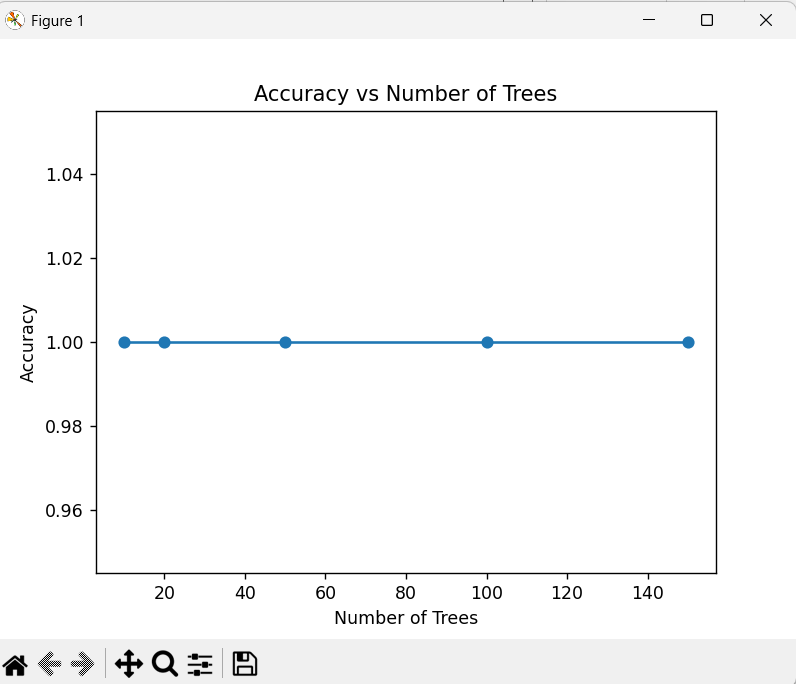 Figure 1
Accuracy vs Number of Trees
1.04
1.02
1.00
0.98
0.96
Accuracy
20 40 60 80 100 120 140
Number of Trees